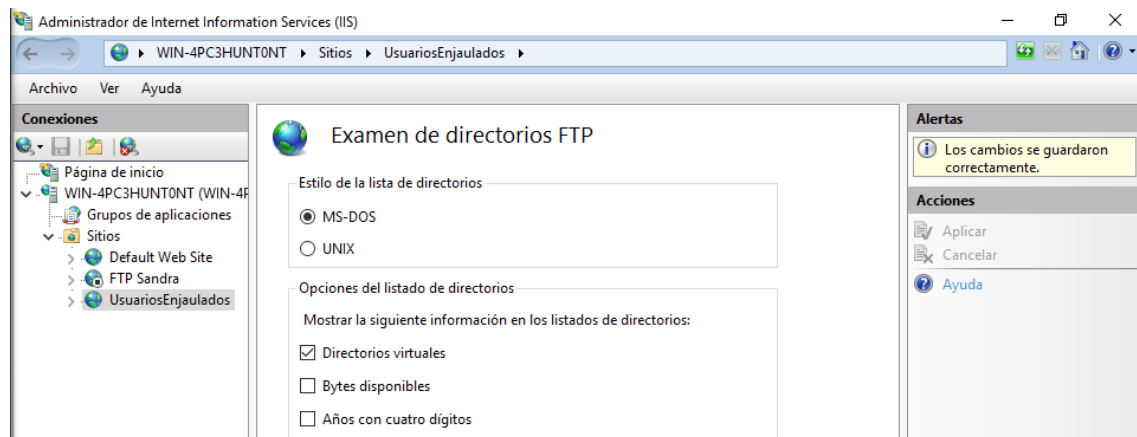 Administrador de Internet Information Services (IIS)
WIN-4PC3HUNT0NT Sitios UsuariosEnjaulados
Archivo Ver Ayuda
Conexiones
Página de inicio
WIN-4PC3HUNT0NT (WIN-4P
Grupos de aplicaciones
Sitios
Default Web Site
FTP Sandra
UsuariosEnjaulados
Examen de directorios FTP
Estilo de la lista de directorios
MS-DOS
UNIX
Opciones del listado de directorios
Mostrar la siguiente información en los listados de directorios:
Directorios virtuales
Bytes disponibles
Años con cuatro dígitos
Alertas
Los cambios se guardaron
correctamente.
Acciones
Aplicar
Cancelar
Ayuda